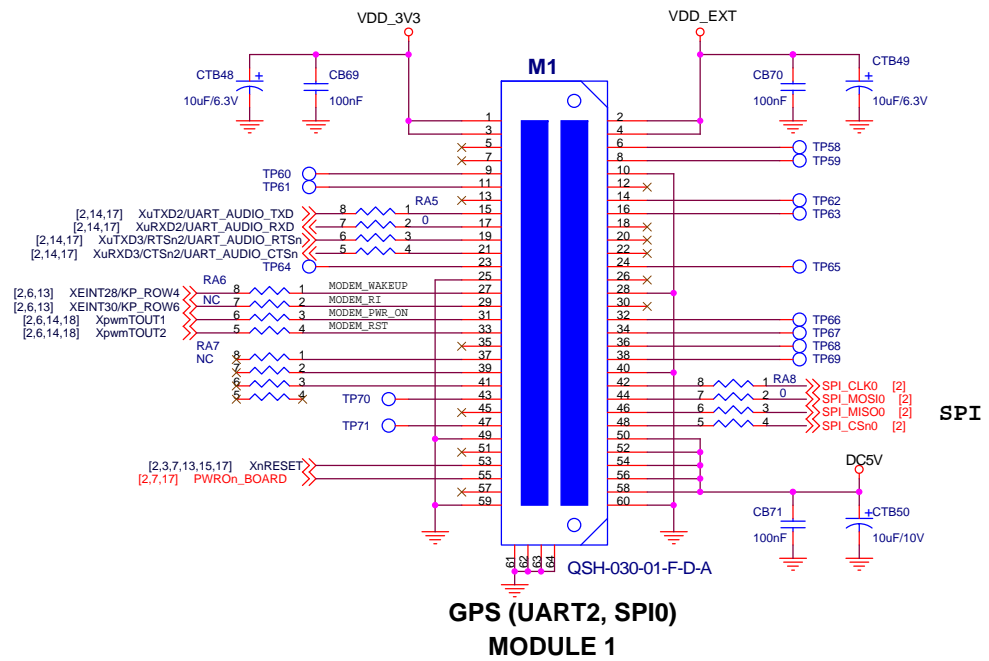 VDD_3V3
VDD_EXT
CTB48
+
10uF/6.3V
CB69
100nF
M1
CB70
100nF
CTB49
+
10uF/6.3V
1 2
3 4
5 6 TP58
7 8 TP59
TP60 9 10
TP61 11 12
13 14 TP62
[2,14,17] XuTXD2/UART_AUDIO_TXD 8 1 RA5 15 16 TP63
[2,14,17] XuRXD2/UART_AUDIO_RXD 7 2 0 17 18
[2,14,17] XuTXD3/RTSn2/UART_AUDIO_RTSn 6 3 19 20
[2,14,17] XuRXD3/CTSn2/UART_AUDIO_CTSn 5 4 21 22
TP64 23 24 TP65
RA6 25 26
[2,6,13] XEINT28/KP_ROW4 8 1 MODEM_WAKEUP 27 28
[2,6,13] XEINT30/KP_ROW6 NC 7 2 MODEM_RI 29 30
[2,6,14,18] XpwmTOUT1 6 3 MODEM_PWR_ON 31 32 TP66
[2,6,14,18] XpwmTOUT2 5 4 MODEM_RST 33 34 TP67
RA7 35 36 TP68
NC 8 1 37 38 TP69
7 2 39 40
6 3 41 42 8 1 RA8 SPI_CLK0 [2]
5 4 TP70 43 44 7 2 0 SPI_MOSI0 [2]
45 46 6 3 SPI_MISO0 [2]
SPI
TP71 47 48 5 4 SPI_CSn0 [2]
49 50
51 52
[2,3,7,13,15,17] XnRESET 53 54
DC5V
[2,7,17] PWROn_BOARD 55 56
57 58
59 60
CB71
100nF
+
CTB50
10uF/10V
61 62 63 64
QSH-030-01-F-D-A
GPS (UART2, SPI0)
MODULE 1